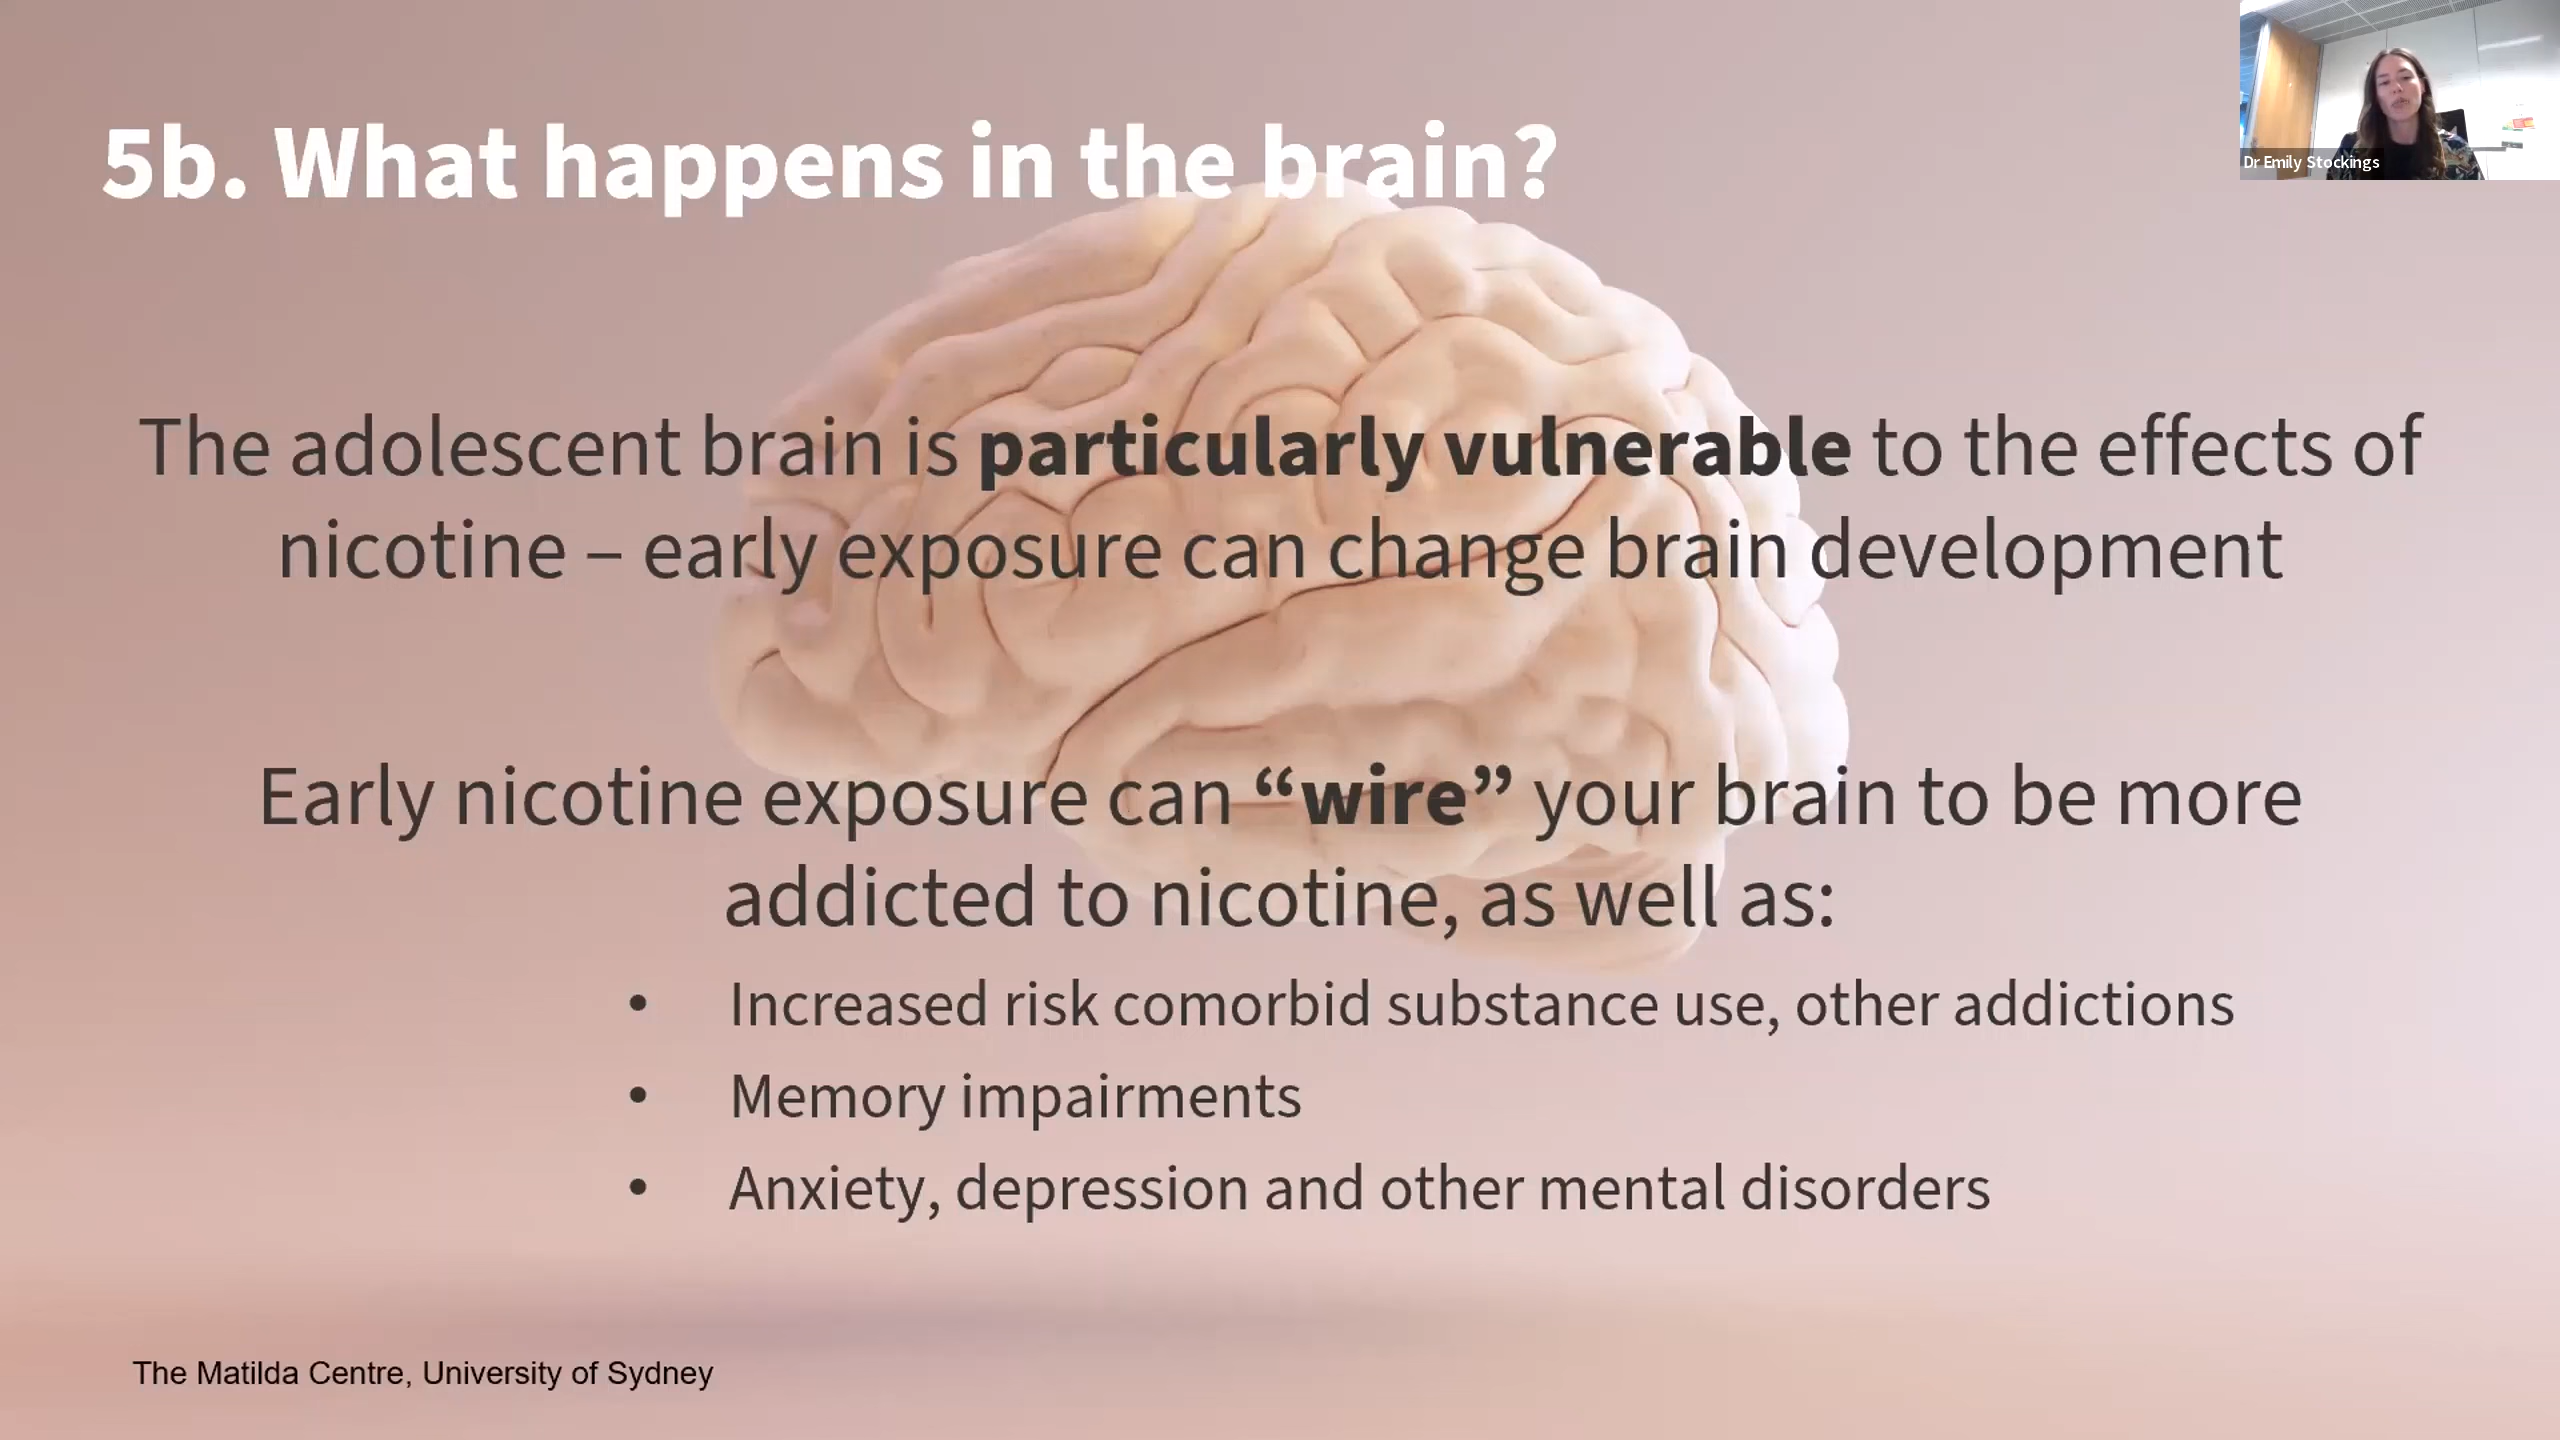 5b. What happens in the brain?
Dr Emily Stockings
The adolescent brain is particularly vulnerable to the effects of
nicotine – early exposure can change brain development
Early nicotine exposure can “wire” your brain to be more
addicted to nicotine, as well as:
• Increased risk comorbid substance use, other addictions
• Memory impairments
• Anxiety, depression and other mental disorders
The Matilda Centre, University of Sydney